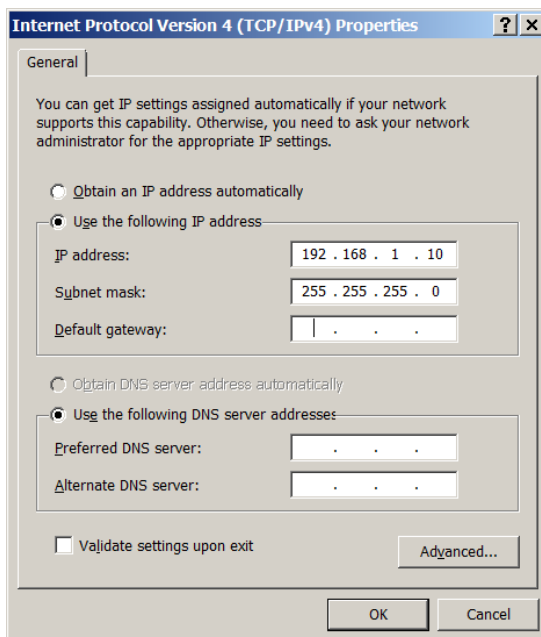 Internet Protocol Version 4 (TCP/IPv4) Properties
General
You can get IP settings assigned automatically if your network
supports this capability. Otherwise, you need to ask your network
administrator for the appropriate IP settings.
Obtain an IP address automatically
Use the following IP address
IP address: 192 . 168 . 1 . 10
Subnet mask: 255 . 255 . 255 . 0
Default gateway: . . .
Obtain DNS server address automatically
Use the following DNS server addresses
Preferred DNS server: . . .
Alternate DNS server: . . .
Validate settings upon exit
Advanced...
OK Cancel